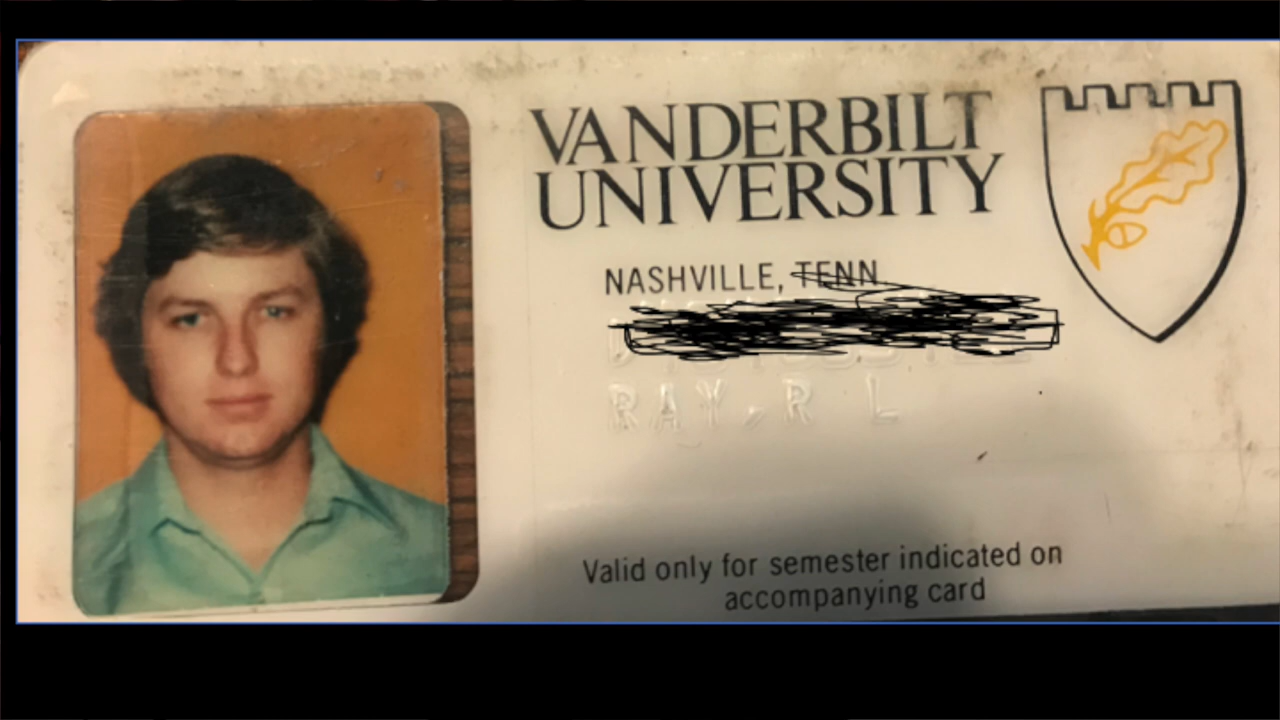 VANDERBILT
UNIVERSITY
NASHVILLE, TENN
RAY, R L
Valid only for semester indicated on
accompanying card